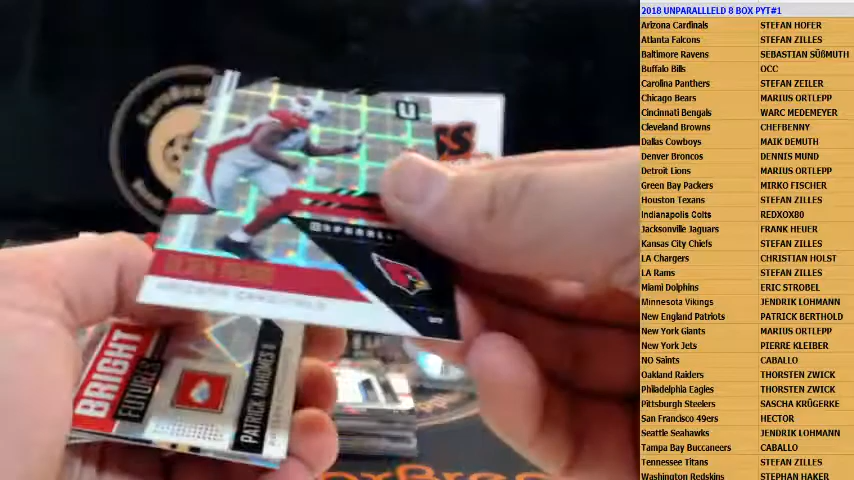 2018 UNPARALLLELD 8 BOX PYT#1
Arizona Cardinals STEFAN HOFER
Atlanta Falcons STEFAN ZILLES
Baltimore Ravens SEBASTIAN SÜßMUTH
Buffalo Bills OCC
Carolina Panthers STEFAN ZEILER
Chicago Bears MARIUS ORTLEPP
Cincinnati Bengals WARC MEDEMEYER
Cleveland Browns CHEFBENNY
Dallas Cowboys MAIK DEMUTH
Denver Broncos DENNIS MUND
Detroit Lions MARIUS ORTLEPP
Green Bay Packers MIRKO FISCHER
Houston Texans STEFAN ZILLES
Indianapolis Colts REDXOX80
Jacksonville Jaguars FRANK HEUER
Kansas City Chiefs STEFAN ZILLES
LA Chargers CHRISTIAN HOLST
LA Rams STEFAN ZILLES
Miami Dolphins ERIC STROBEL
Minnesota Vikings JENDRIK LOHMANN
New England Patriots PATRICK BERTHOLD
New York Giants MARIUS ORTLEPP
New York Jets PIERRE KLEIBER
NO Saints CABALLO
Oakland Raiders THORSTEN ZWICK
Philadelphia Eagles THORSTEN ZWICK
Pittsburgh Steelers SASCHA KRÜGERKE
San Francisco 49ers HECTOR
Seattle Seahawks JENDRIK LOHMANN
Tampa Bay Buccaneers CABALLO
Tennessee Titans STEFAN ZILLES
Washington Redskins STEPHAN HAKER
ARIZONA CARDINALS
BRIGHT
FUTURES
PATRICK MAHOMES II